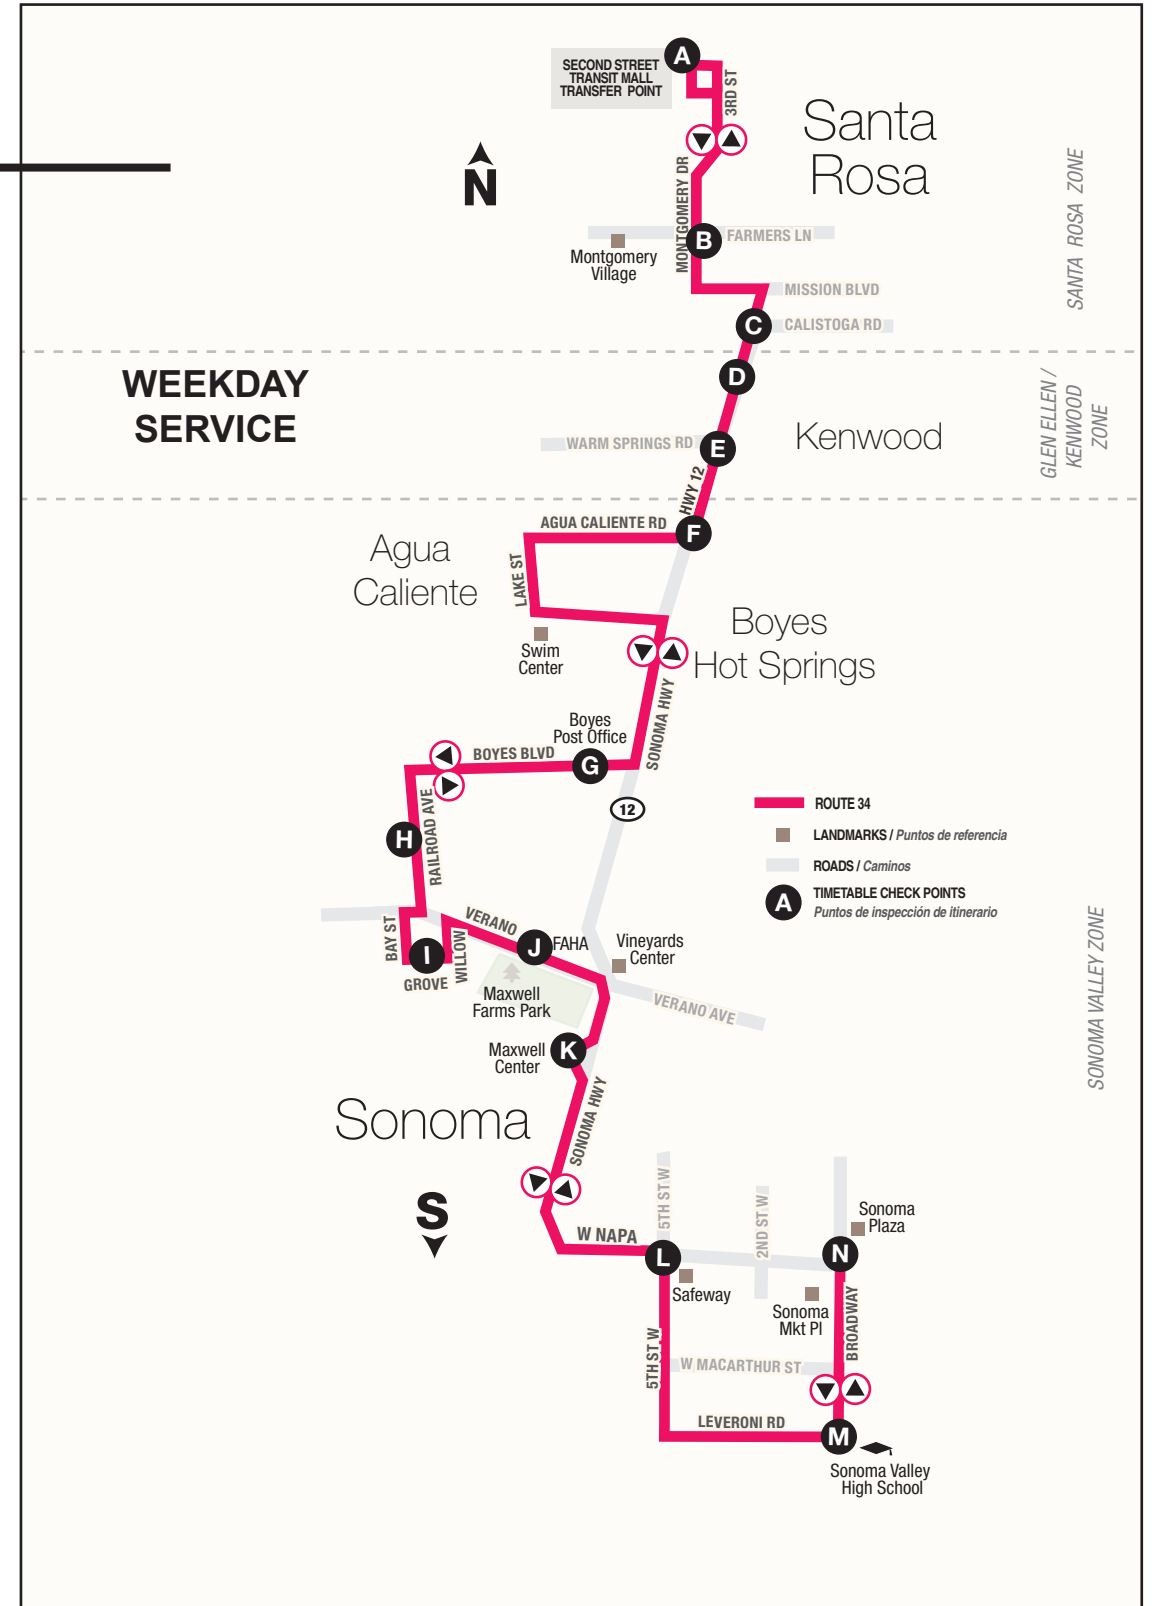 A
SECOND STREET
TRANSIT MALL
TRANSFER POINT
3RD ST
Santa
Rosa
N
MONTGOMERY DR
SANTA ROSA ZONE
B
FARMERS LN
Montgomery
Village
MISSION BLVD
C
CALISTOGA RD
WEEKDAY
SERVICE
D
GLEN ELLEN /
KENWOOD
ZONE
WARM SPRINGS RD
E
Kenwood
HWY 12
AGUA CALIENTE RD
F
Agua
Caliente
LAKE ST
Swim
Center
Boyes
Hot Springs
SONOMA HWY
Boyes
Post Office
BOYES BLVD
G
12
RAILROAD AVE
H
ROUTE 34
LANDMARKS / Puntos de referencia
ROADS / Caminos
A
TIMETABLE CHECK POINTS
Puntos de inspección de itinerario
BAY ST
I
GROVE
WILLOW
VERANO
J
FAHA
Vineyards
Center
Maxwell
Farms Park
VERANO AVE
SONOMA VALLEY ZONE
Maxwell
Center
K
Sonoma
SONOMA HWY
S
W NAPA
5TH ST W
2ND ST W
Sonoma
Plaza
L
N
Safeway
Sonoma
Mkt Pl
5TH ST W
BROADWAY
W MACARTHUR ST
LEVERONI RD
M
Sonoma Valley
High School